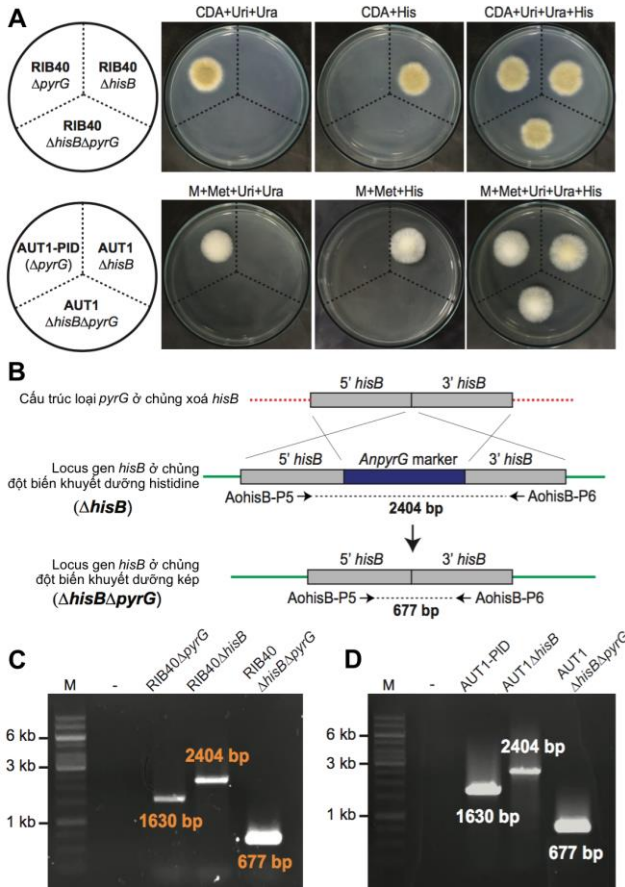 A
CDA+Uri+Ura
CDA+His
CDA+Uri+Ura+His
RIB40
ΔpyrG
RIB40
ΔhisB
RIB40
ΔhisBΔpyrG
M+Met+Uri+Ura
M+Met+His
M+Met+Uri+Ura+His
AUT1-PID
(ΔpyrG)
AUT1
ΔhisB
AUT1
ΔhisBΔpyrG
B
5' hisB
3' hisB
Cấu trúc loại pyrG ở chủng xoá hisB
5' hisB
AnpyrG marker
3' hisB
Locus gen hisB ở chủng
đột biến khuyết dưỡng histidine
(ΔhisB)
AohisB-P5
AohisB-P6
2404 bp
5' hisB
3' hisB
Locus gen hisB ở chủng
đột biến khuyết dưỡng kép
(ΔhisBΔpyrG)
AohisB-P5
AohisB-P6
677 bp
C
M
-
RIB40ΔpyrG
RIB40ΔhisB
RIB40
ΔhisBΔpyrG
6 kb
3 kb
1 kb
2404 bp
1630 bp
677 bp
D
M
-
AUT1-PID
AUT1ΔhisB
AUT1
ΔhisBΔpyrG
6 kb
3 kb
1 kb
2404 bp
1630 bp
677 bp